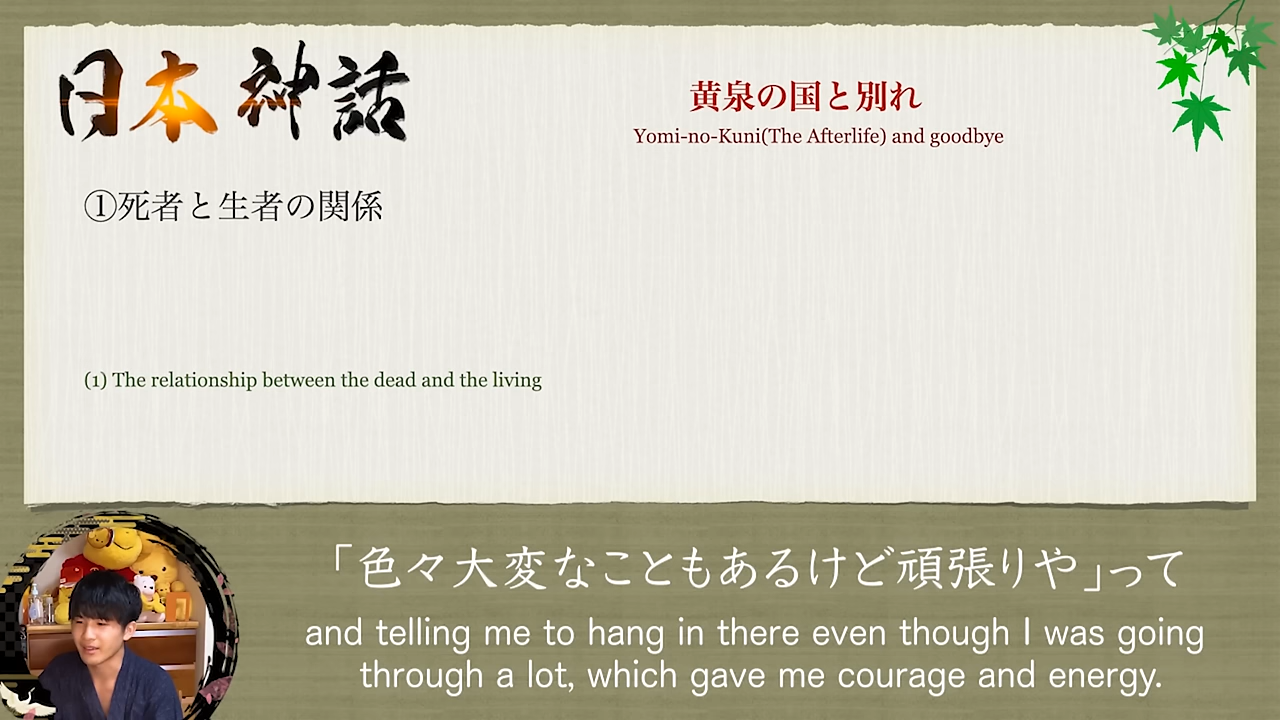 日本神話
黄泉の国と別れ
Yomi-no-Kuni(The Afterlife) and goodbye
①死者と生者の関係
(1) The relationship between the dead and the living
「色々大変なこともあるけど頑張りや」って
and telling me to hang in there even though I was going
through a lot, which gave me courage and energy.